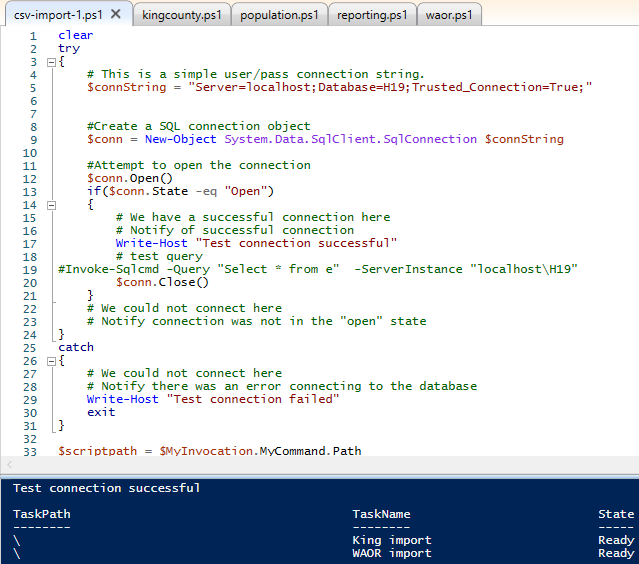 csv-import-1.ps1 kingcounty.ps1 population.ps1 reporting.ps1 waor.ps1
1 clear
2 try
3 {
4 # This is a simple user/pass connection string.
5 $connString = "Server=localhost;Database=H19;Trusted_Connection=True;"
6
7
8 #Create a SQL connection object
9 $conn = New-Object System.Data.SqlClient.SqlConnection $connString
10
11 #Attempt to open the connection
12 $conn.Open()
13 if($conn.State -eq "Open")
14 {
15 # We have a successful connection here
16 # Notify of successful connection
17 Write-Host "Test connection successful"
18 # test query
19 #Invoke-Sqlcmd -Query "Select * from e"  -ServerInstance "localhost\H19"
20 $conn.Close()
21 }
22 # We could not connect here
23 # Notify connection was not in the "open" state
24 }
25 catch
26 {
27 # We could not connect here
28 # Notify there was an error connecting to the database
29 Write-Host "Test connection failed"
30 exit
31 }
32
33 $scriptpath = $MyInvocation.MyCommand.Path
Test connection successful
TaskPath TaskName State
-------- -------- -----
\ King import Ready
\ WAOR import Ready